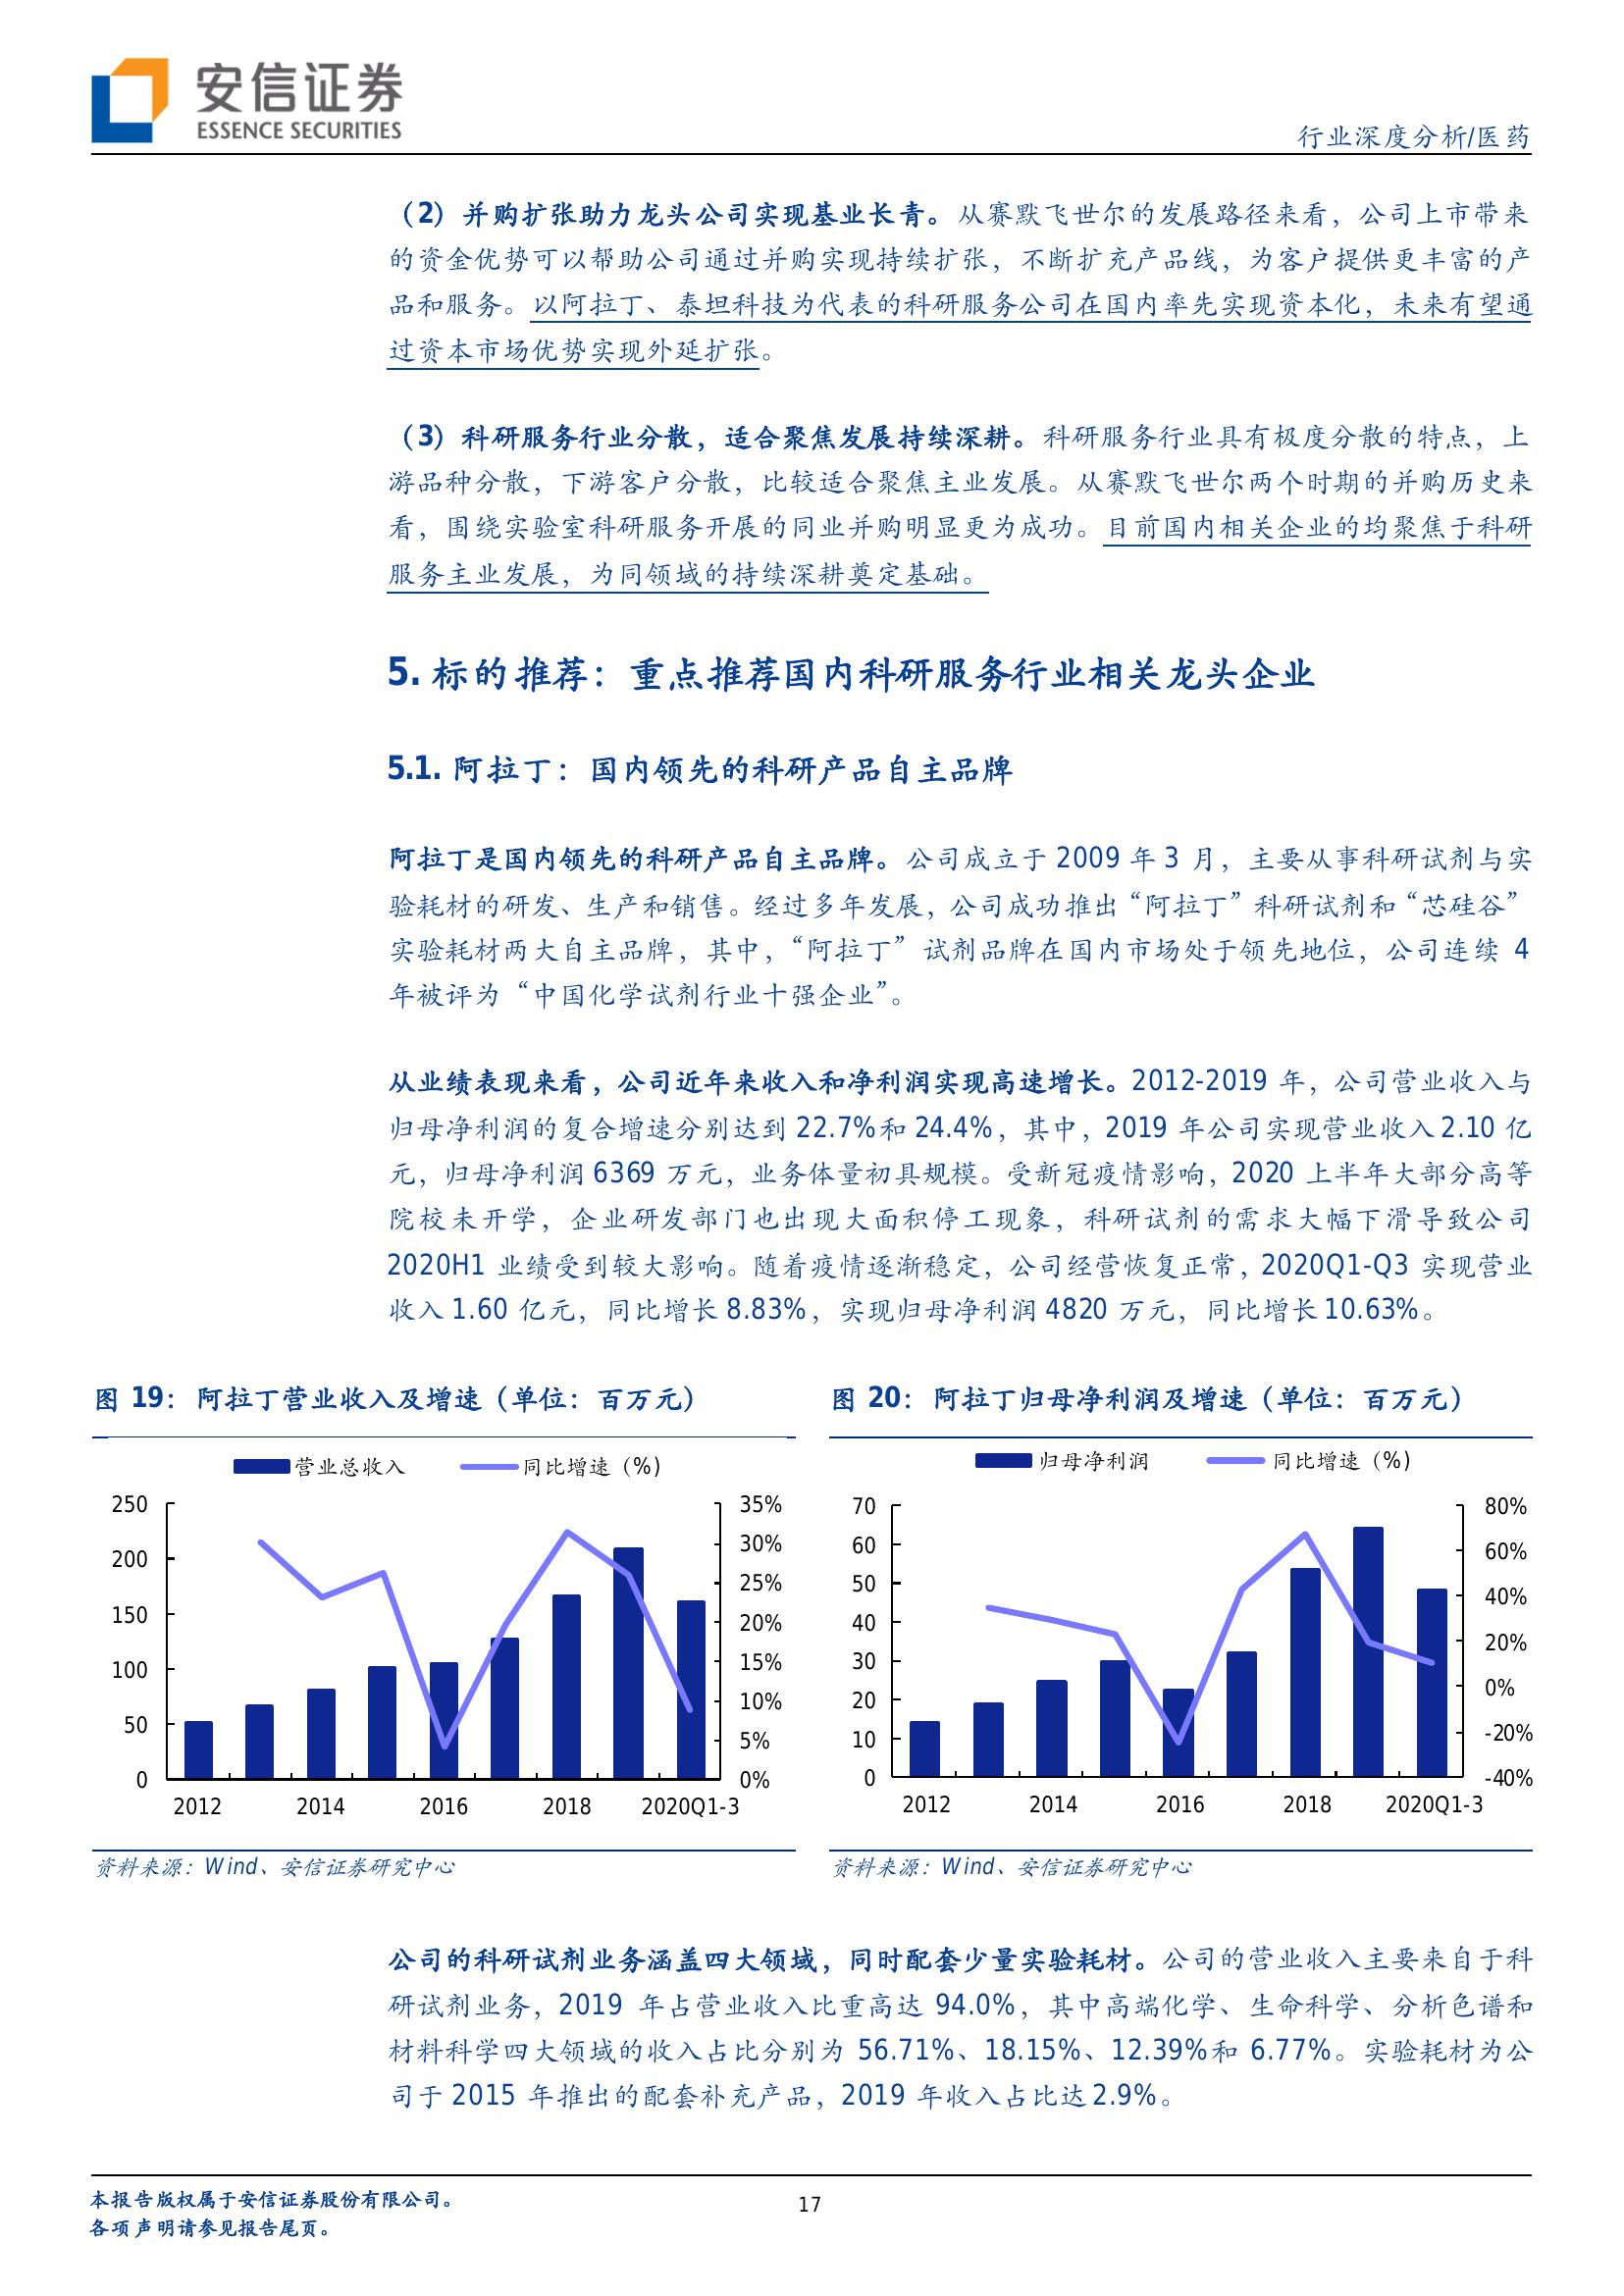 安信证券
ESSENCE SECURITIES
行业深度分析/医药
（2）并购扩张助力龙头公司实现基业长青。从赛默飞世尔的发展路径来看，公司上市带来
的资金优势可以帮助公司通过并购实现持续扩张，不断扩充产品线，为客户提供更丰富的产
品和服务。以阿拉丁、泰坦科技为代表的科研服务公司在国内率先实现资本化，未来有望通
过资本市场优势实现外延扩张。
（3）科研服务行业分散，适合聚焦发展持续深耕。科研服务行业具有极度分散的特点，上
游品种分散，下游客户分散，比较适合聚焦主业发展。从赛默飞世尔两个时期的并购历史来
看，围绕实验室科研服务开展的同业并购明显更为成功。目前国内相关企业的均聚焦于科研
服务主业发展，为同领域的持续深耕奠定基础。
5. 标的推荐：重点推荐国内科研服务行业相关龙头企业
5.1. 阿拉丁：国内领先的科研产品自主品牌
阿拉丁是国内领先的科研产品自主品牌。公司成立于 2009 年 3 月，主要从事科研试剂与实
验耗材的研发、生产和销售。经过多年发展，公司成功推出“阿拉丁”科研试剂和“芯硅谷”
实验耗材两大自主品牌，其中，“阿拉丁”试剂品牌在国内市场处于领先地位，公司连续 4
年被评为“中国化学试剂行业十强企业”。
从业绩表现来看，公司近年来收入和净利润实现高速增长。2012-2019 年，公司营业收入与
归母净利润的复合增速分别达到 22.7%和 24.4%，其中，2019 年公司实现营业收入 2.10 亿
元，归母净利润 6369 万元，业务体量初具规模。受新冠疫情影响，2020 上半年大部分高等
院校未开学，企业研发部门也出现大面积停工现象，科研试剂的需求大幅下滑导致公司
2020H1 业绩受到较大影响。随着疫情逐渐稳定，公司经营恢复正常，2020Q1-Q3 实现营业
收入 1.60 亿元，同比增长 8.83%，实现归母净利润 4820 万元，同比增长 10.63%。
图 19：阿拉丁营业收入及增速（单位：百万元）
营业总收入 同比增速（%）
250
200
150
100
50
0
35%
30%
25%
20%
15%
10%
5%
0%
2012 2014 2016 2018 2020Q1-3
资料来源：Wind、安信证券研究中心
图 20：阿拉丁归母净利润及增速（单位：百万元）
归母净利润 同比增速（%）
70
60
50
40
30
20
10
0
80%
60%
40%
20%
0%
-20%
-40%
2012 2014 2016 2018 2020Q1-3
资料来源：Wind、安信证券研究中心
公司的科研试剂业务涵盖四大领域，同时配套少量实验耗材。公司的营业收入主要来自于科
研试剂业务，2019 年占营业收入比重高达 94.0%，其中高端化学、生命科学、分析色谱和
材料科学四大领域的收入占比分别为 56.71%、18.15%、12.39%和 6.77%。实验耗材为公
司于 2015 年推出的配套补充产品，2019 年收入占比达 2.9%。
本报告版权属于安信证券股份有限公司。
各项声明请参见报告尾页。
17